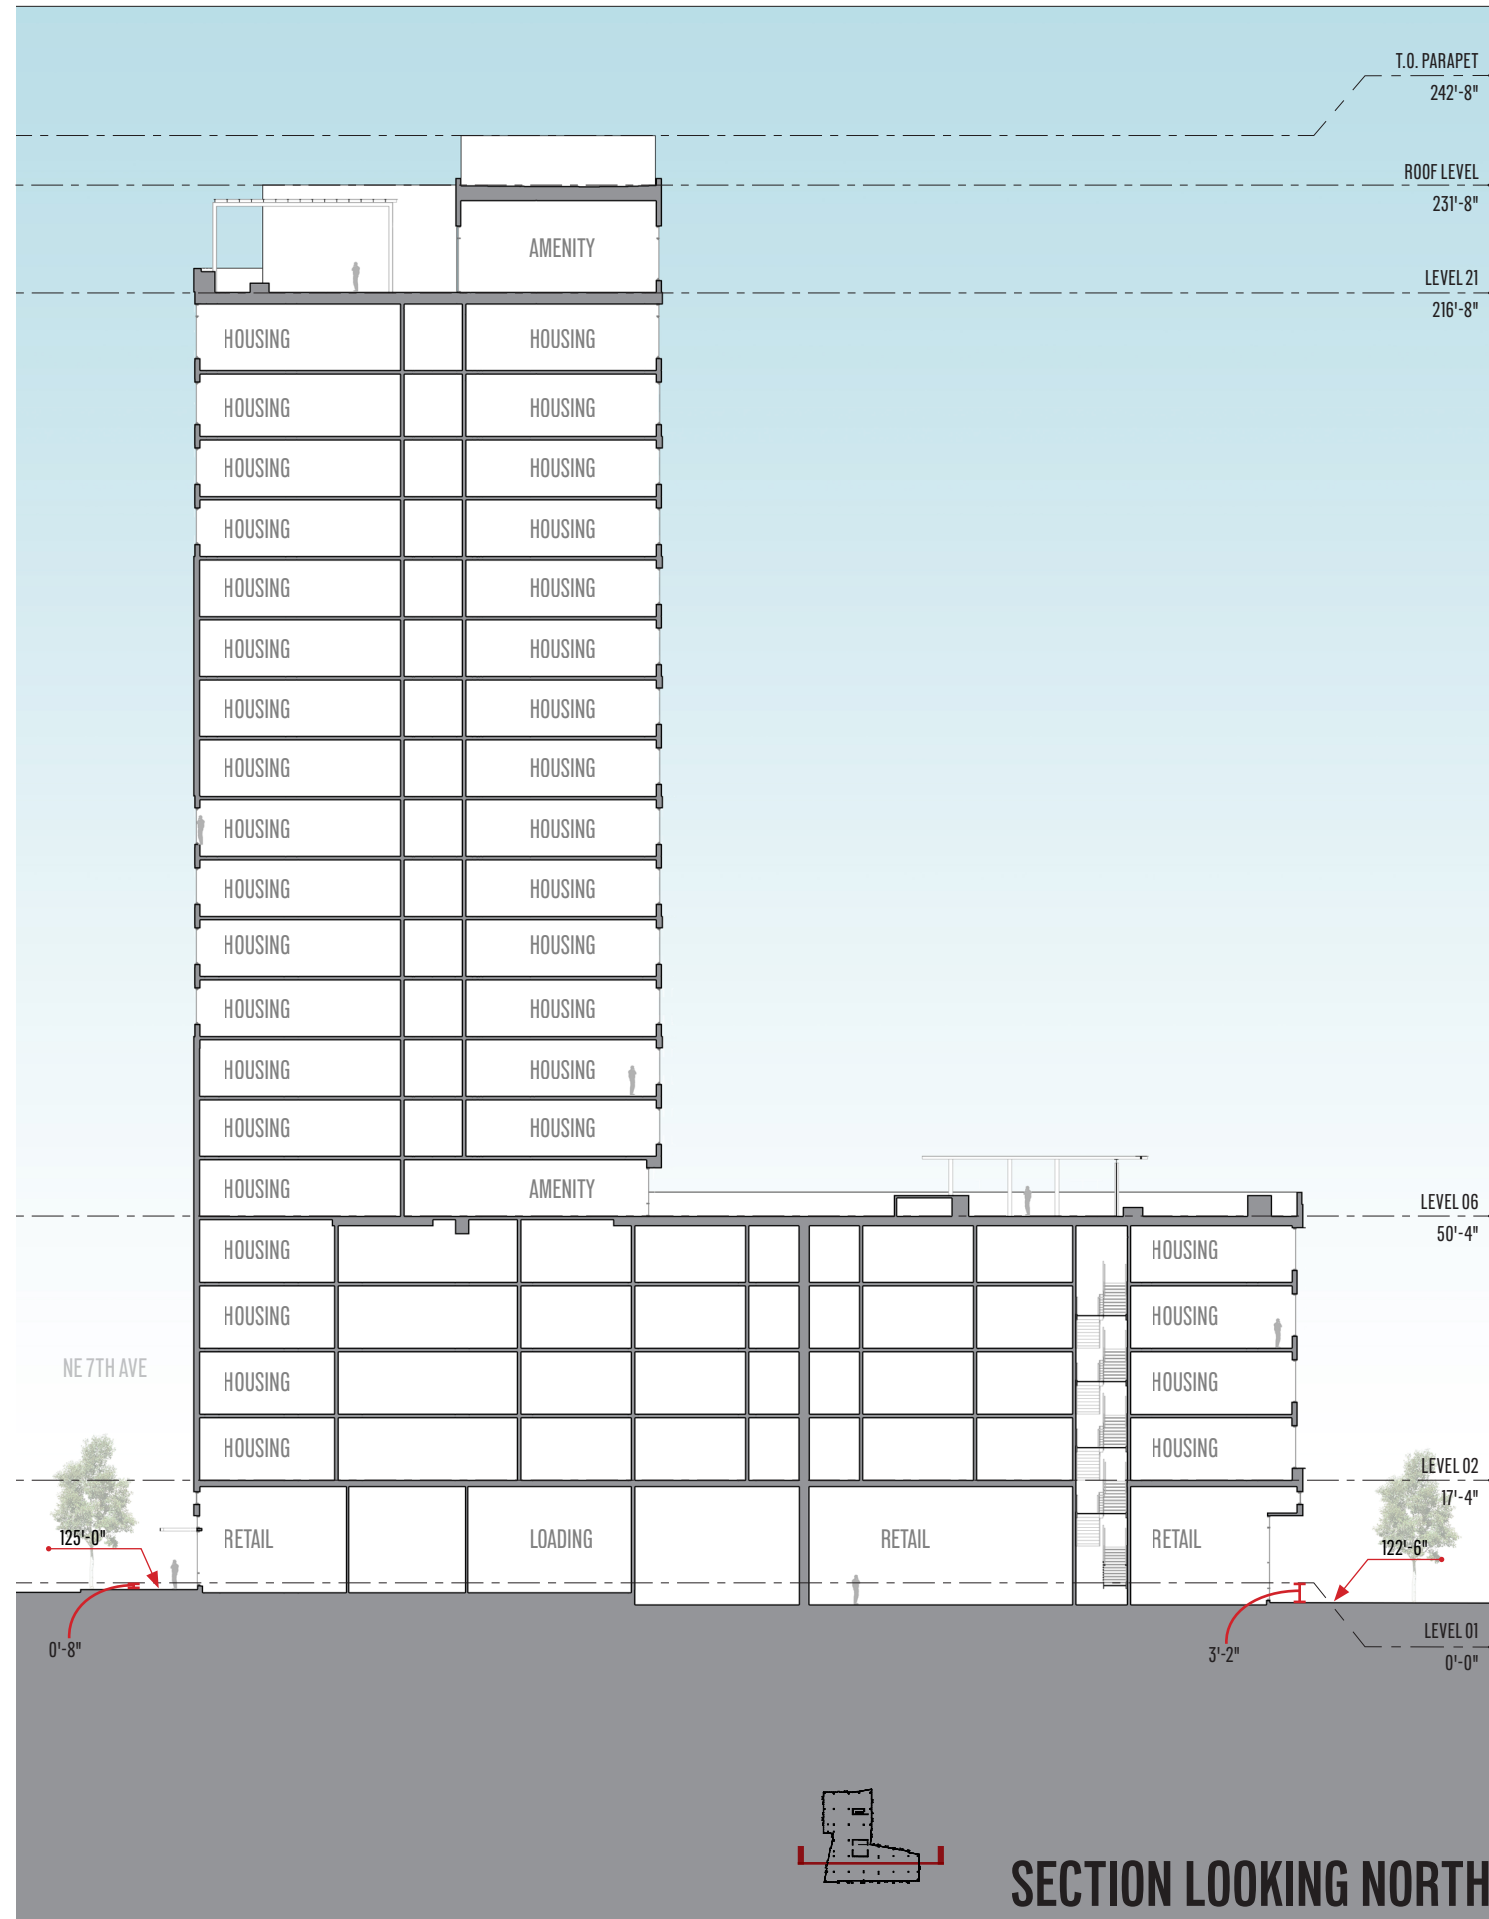 T.O. PARAPET
242'-8"
ROOF LEVEL
231'-8"
AMENITY
LEVEL 21
216'-8"
HOUSING HOUSING
HOUSING HOUSING
HOUSING HOUSING
HOUSING HOUSING
HOUSING HOUSING
HOUSING HOUSING
HOUSING HOUSING
HOUSING HOUSING
HOUSING HOUSING
HOUSING HOUSING
HOUSING HOUSING
HOUSING HOUSING
HOUSING HOUSING
HOUSING HOUSING
HOUSING AMENITY
LEVEL 06
50'-4"
HOUSING HOUSING
HOUSING HOUSING
NE 7TH AVE
HOUSING HOUSING
HOUSING HOUSING
LEVEL 02
17'-4"
125'-0" RETAIL LOADING RETAIL RETAIL 122'-6"
0'-8" 3'-2"
LEVEL 01
0'-0"
SECTION LOOKING NORTH